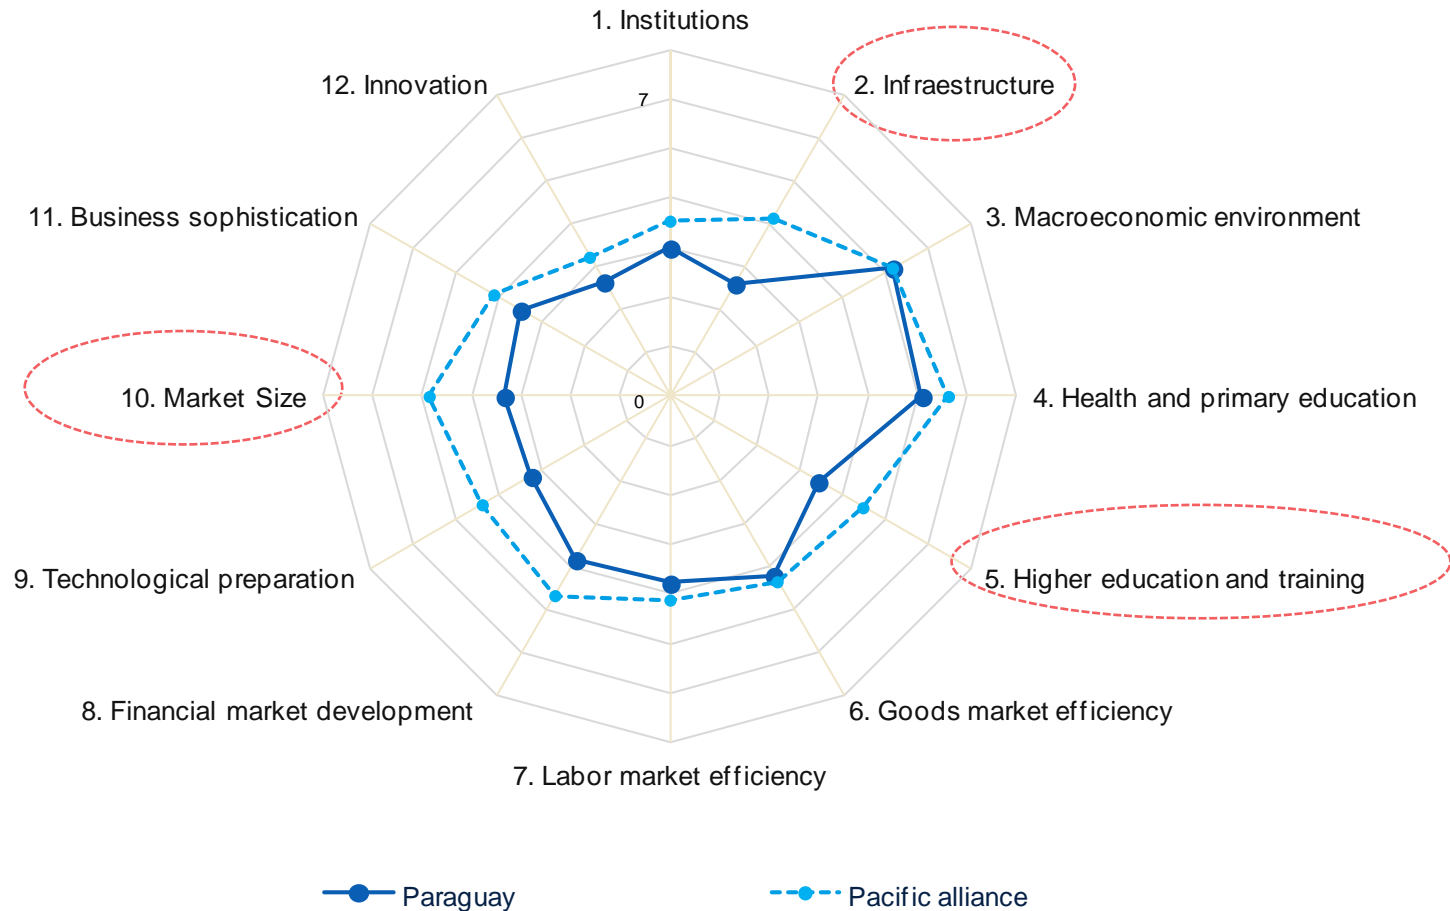 1. Institutions
12. Innovation
2. Infraestructure
7
11. Business sophistication
3. Macroeconomic environment
0
10. Market Size
4. Health and primary education
9. Technological preparation
5. Higher education and training
8. Financial market development
6. Goods market efficiency
7. Labor market efficiency
Paraguay
Pacific alliance